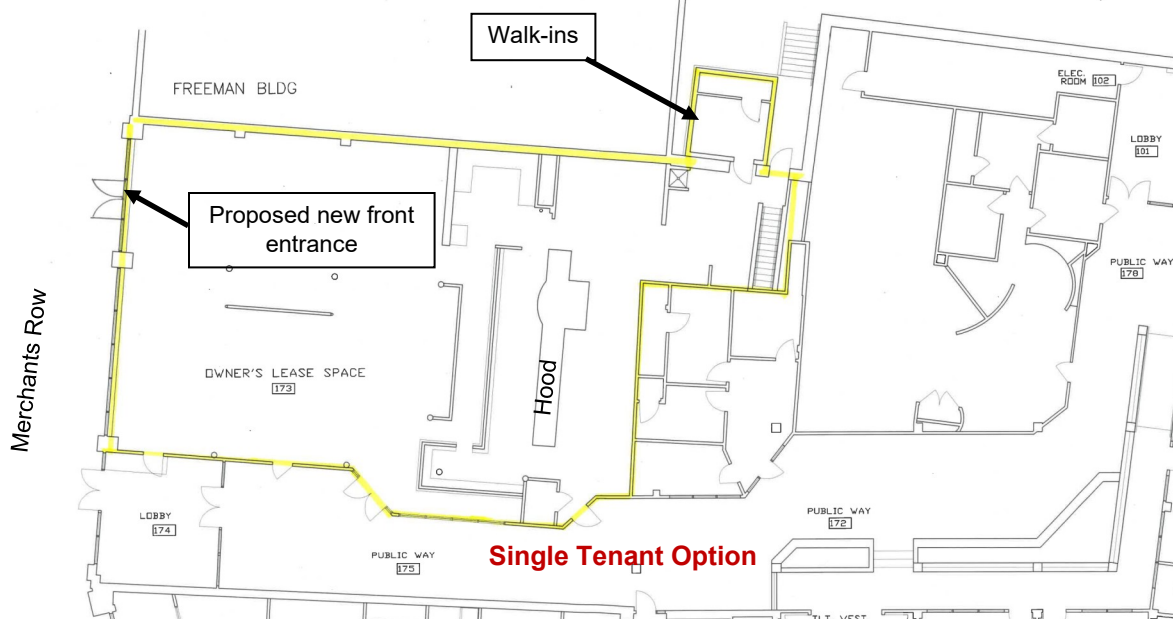 Walk-ins
FREEMAN BLDG
ELEC.
ROOM 102
LOBBY
101
Proposed new front
entrance
PUBLIC WAY
178
Merchants Row
OWNER'S LEASE SPACE
173
Hood
LOBBY
174
PUBLIC WAY
172
PUBLIC WAY
175
Single Tenant Option